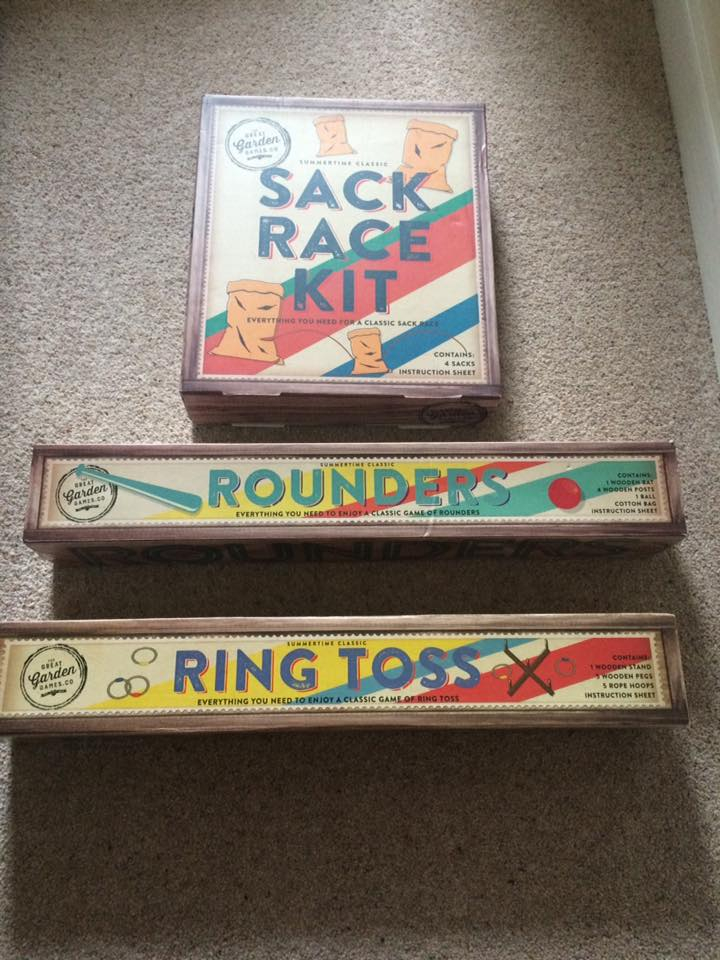 THE
GREAT
Garden
GAMES.CO
SUMMERTIME CLASSIC
SACK
RACE
KIT
EVERYTHING YOU NEED FOR A CLASSIC SACK RACE
CONTAINS:
4 SACKS
INSTRUCTION SHEET
THE
GREAT
Garden
GAMES.CO
SUMMERTIME CLASSIC
ROUNDERS
EVERYTHING YOU NEED TO ENJOY A CLASSIC GAME OF ROUNDERS
CONTAINS:
1 WOODEN BAT
4 WOODEN POSTS
1 BALL
COTTON BAG
INSTRUCTION SHEET
ROUNDERS
THE
GREAT
Garden
GAMES.CO
SUMMERTIME CLASSIC
RING TOSS
EVERYTHING YOU NEED TO ENJOY A CLASSIC GAME OF RING TOSS
CONTAINS:
1 WOODEN STAND
5 WOODEN PEGS
5 ROPE HOOPS
INSTRUCTION SHEET